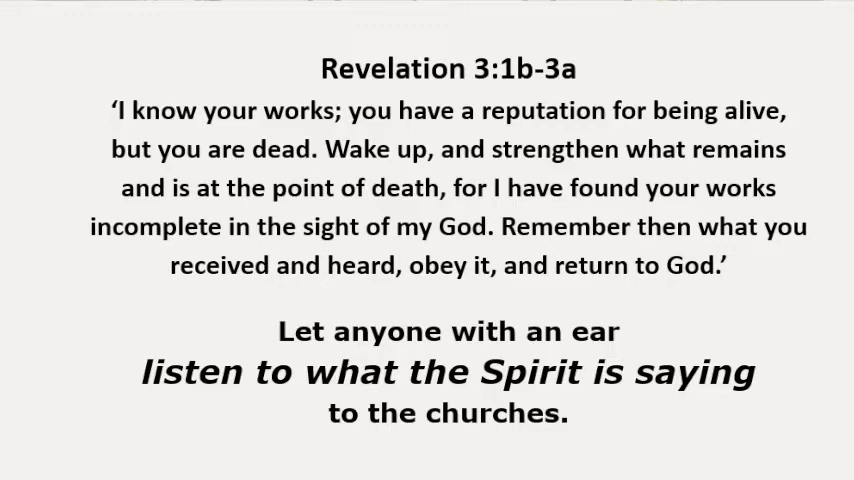 Revelation 3:1b-3a
‘I know your works; you have a reputation for being alive,
but you are dead. Wake up, and strengthen what remains
and is at the point of death, for I have found your works
incomplete in the sight of my God. Remember then what you
received and heard, obey it, and return to God.’
Let anyone with an ear
listen to what the Spirit is saying
to the churches.